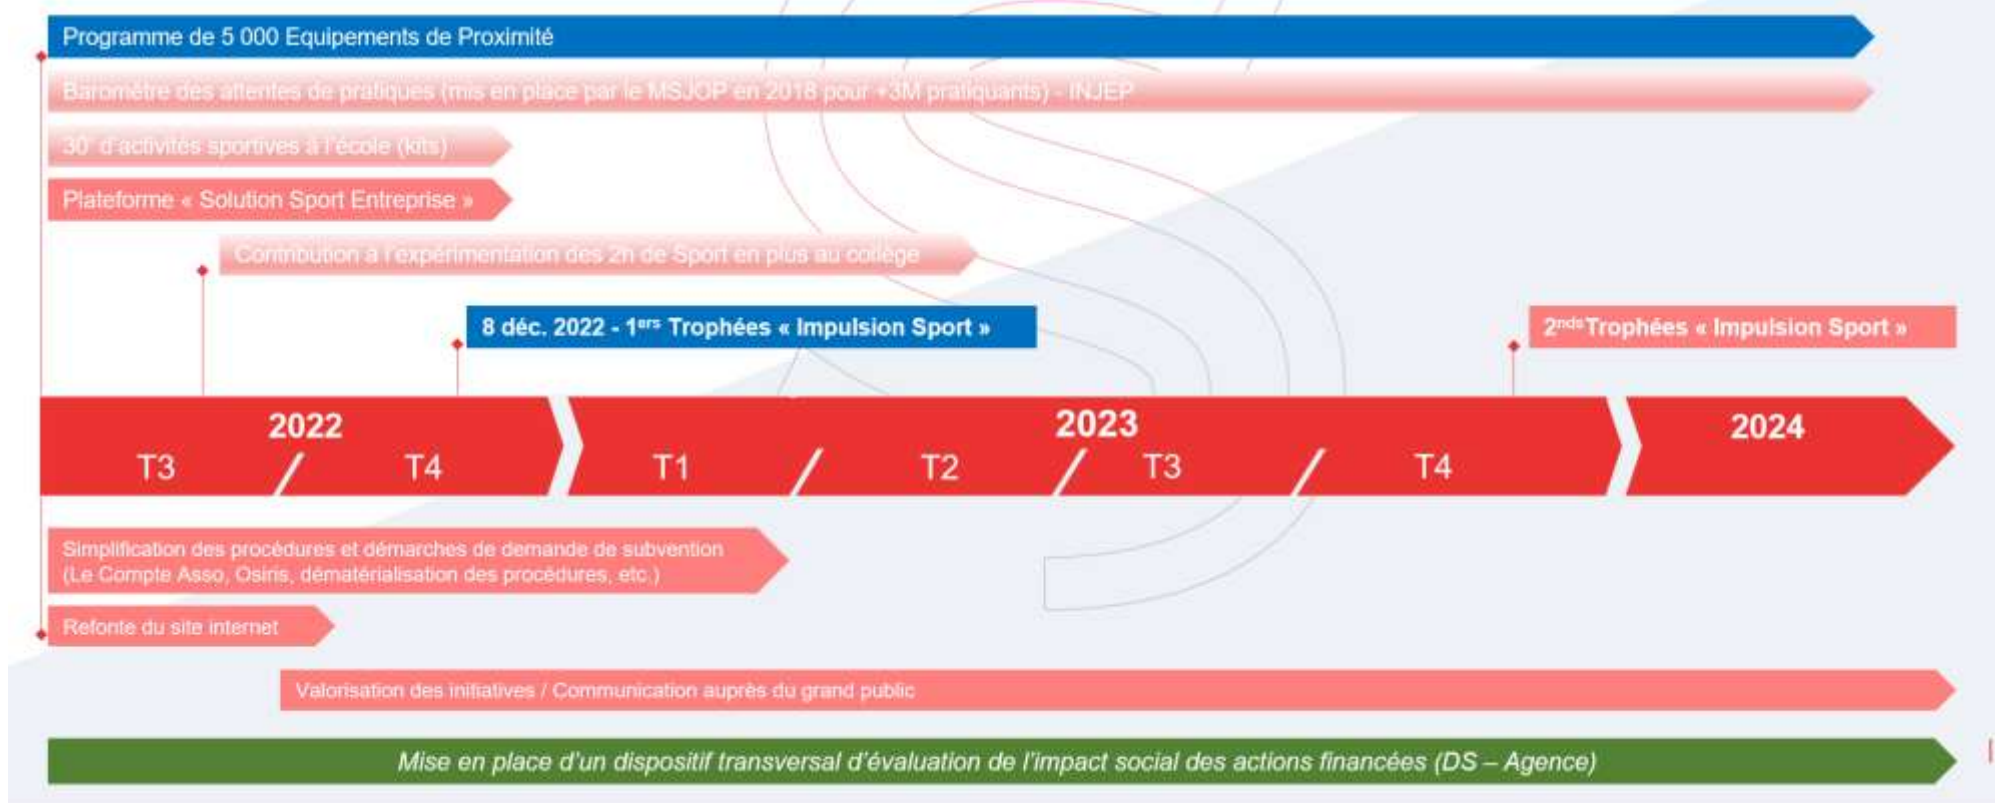 Programme de 5 000 Equipements de Proximité
Baromètre des attentes de pratiques (mis en place par le MSJOP en 2018 pour +3M pratiquants) - INJEP
30' d'activités sportives à l'école (kits)
Plateforme « Solution Sport Entreprise »
Contribution à l'expérimentation des 2h de Sport en plus au collège
8 déc. 2022 - 1ers Trophées « Impulsion Sport »
2nds Trophées « Impulsion Sport »
2022
2023
2024
T3
T4
T1
T2
T3
T4
Simplification des procédures et démarches de demande de subvention
(Le Compte Asso, Osiris, dématérialisation des procédures, etc.)
Refonte du site internet
Valorisation des initiatives / Communication auprès du grand public
Mise en place d'un dispositif transversal d'évaluation de l'impact social des actions financées (DS – Agence)